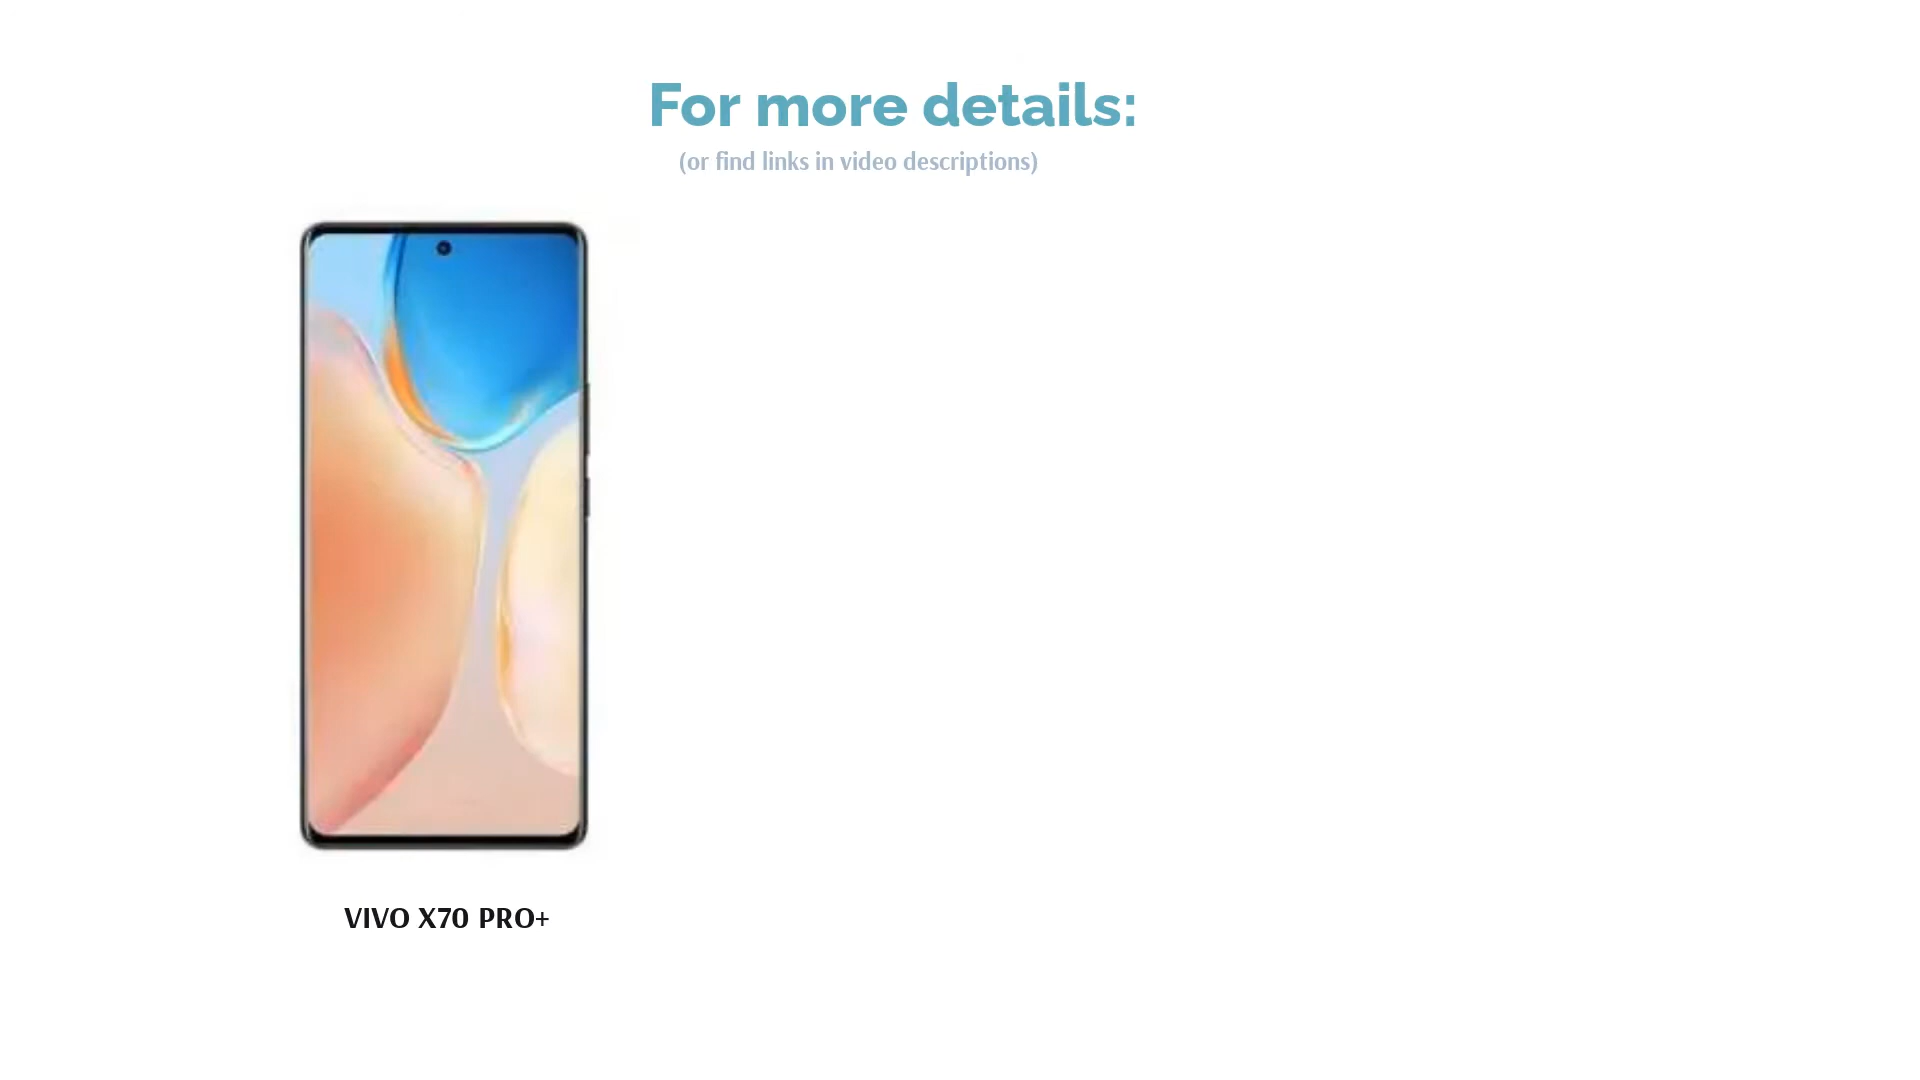 For more details:
(or find links in video descriptions)
VIVO X70 PRO+